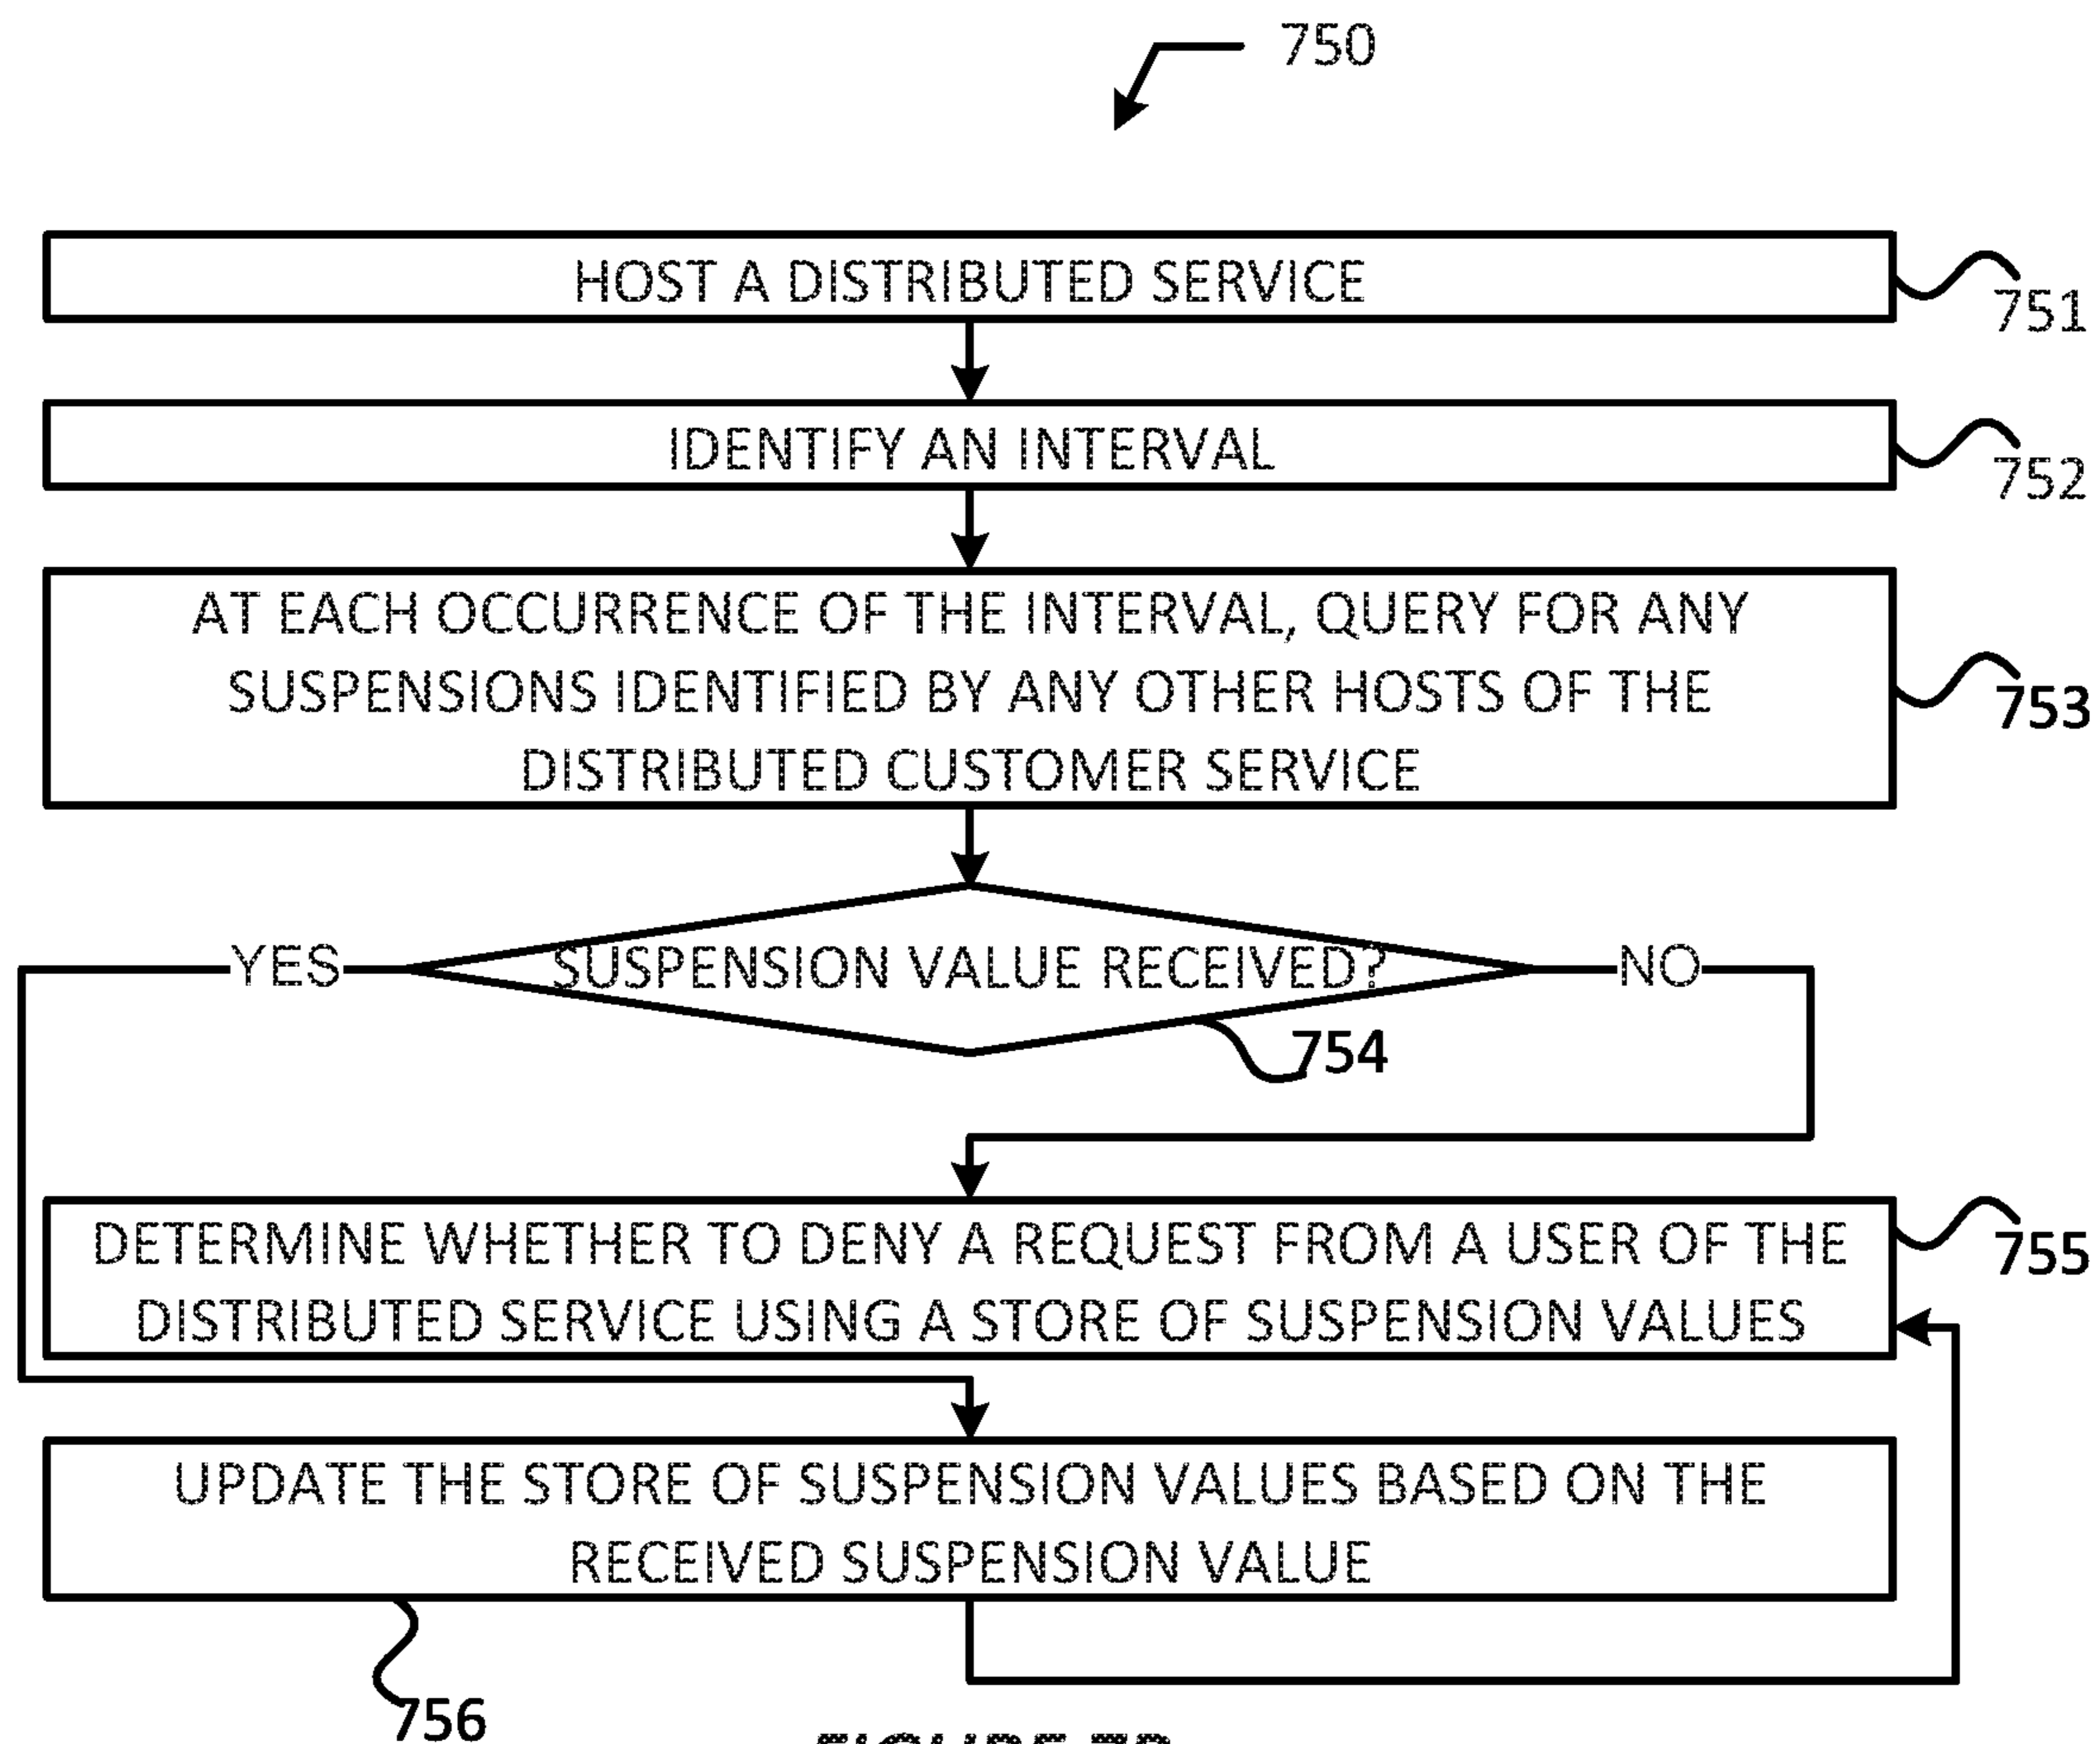 750
HOST A DISTRIBUTED SERVICE
751
IDENTIFY AN INTERVAL
752
AT EACH OCCURRENCE OF THE INTERVAL, QUERY FOR ANY
SUSPENSIONS IDENTIFIED BY ANY OTHER HOSTS OF THE
DISTRIBUTED CUSTOMER SERVICE
753
YES
SUSPENSION VALUE RECEIVED?
NO
754
DETERMINE WHETHER TO DENY A REQUEST FROM A USER OF THE
DISTRIBUTED SERVICE USING A STORE OF SUSPENSION VALUES
755
UPDATE THE STORE OF SUSPENSION VALUES BASED ON THE
RECEIVED SUSPENSION VALUE
756